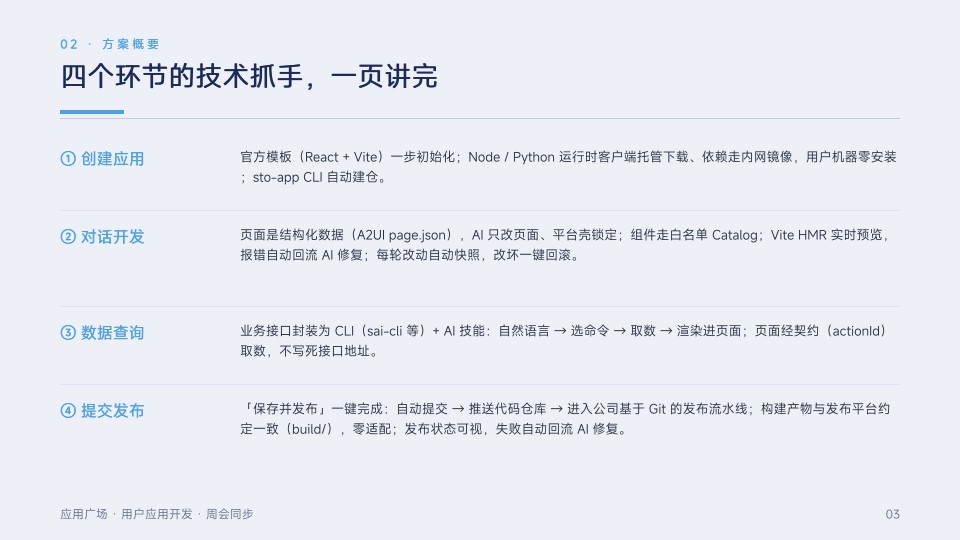 02 · 方案概要
四个环节的技术抓手，一页讲完
① 创建应用
官方模板（React + Vite）一步初始化；Node / Python 运行时客户端托管下载、依赖走内网镜像，用户机器零安装
；sto-app CLI 自动建仓。
② 对话开发
页面是结构化数据（A2UI page.json），AI 只改页面、平台壳锁定；组件走白名单 Catalog；Vite HMR 实时预览，
报错自动回流 AI 修复；每轮改动自动快照，改坏一键回滚。
③ 数据查询
业务接口封装为 CLI（sai-cli 等）+ AI 技能：自然语言 → 选命令 → 取数 → 渲染进页面；页面经契约（actionId）
取数，不写死接口地址。
④ 提交发布
「保存并发布」一键完成：自动提交 → 推送代码仓库 → 进入公司基于 Git 的发布流水线；构建产物与发布平台约
定一致（build/），零适配；发布状态可视，失败自动回流 AI 修复。
应用广场 · 用户应用开发 · 周会同步
03